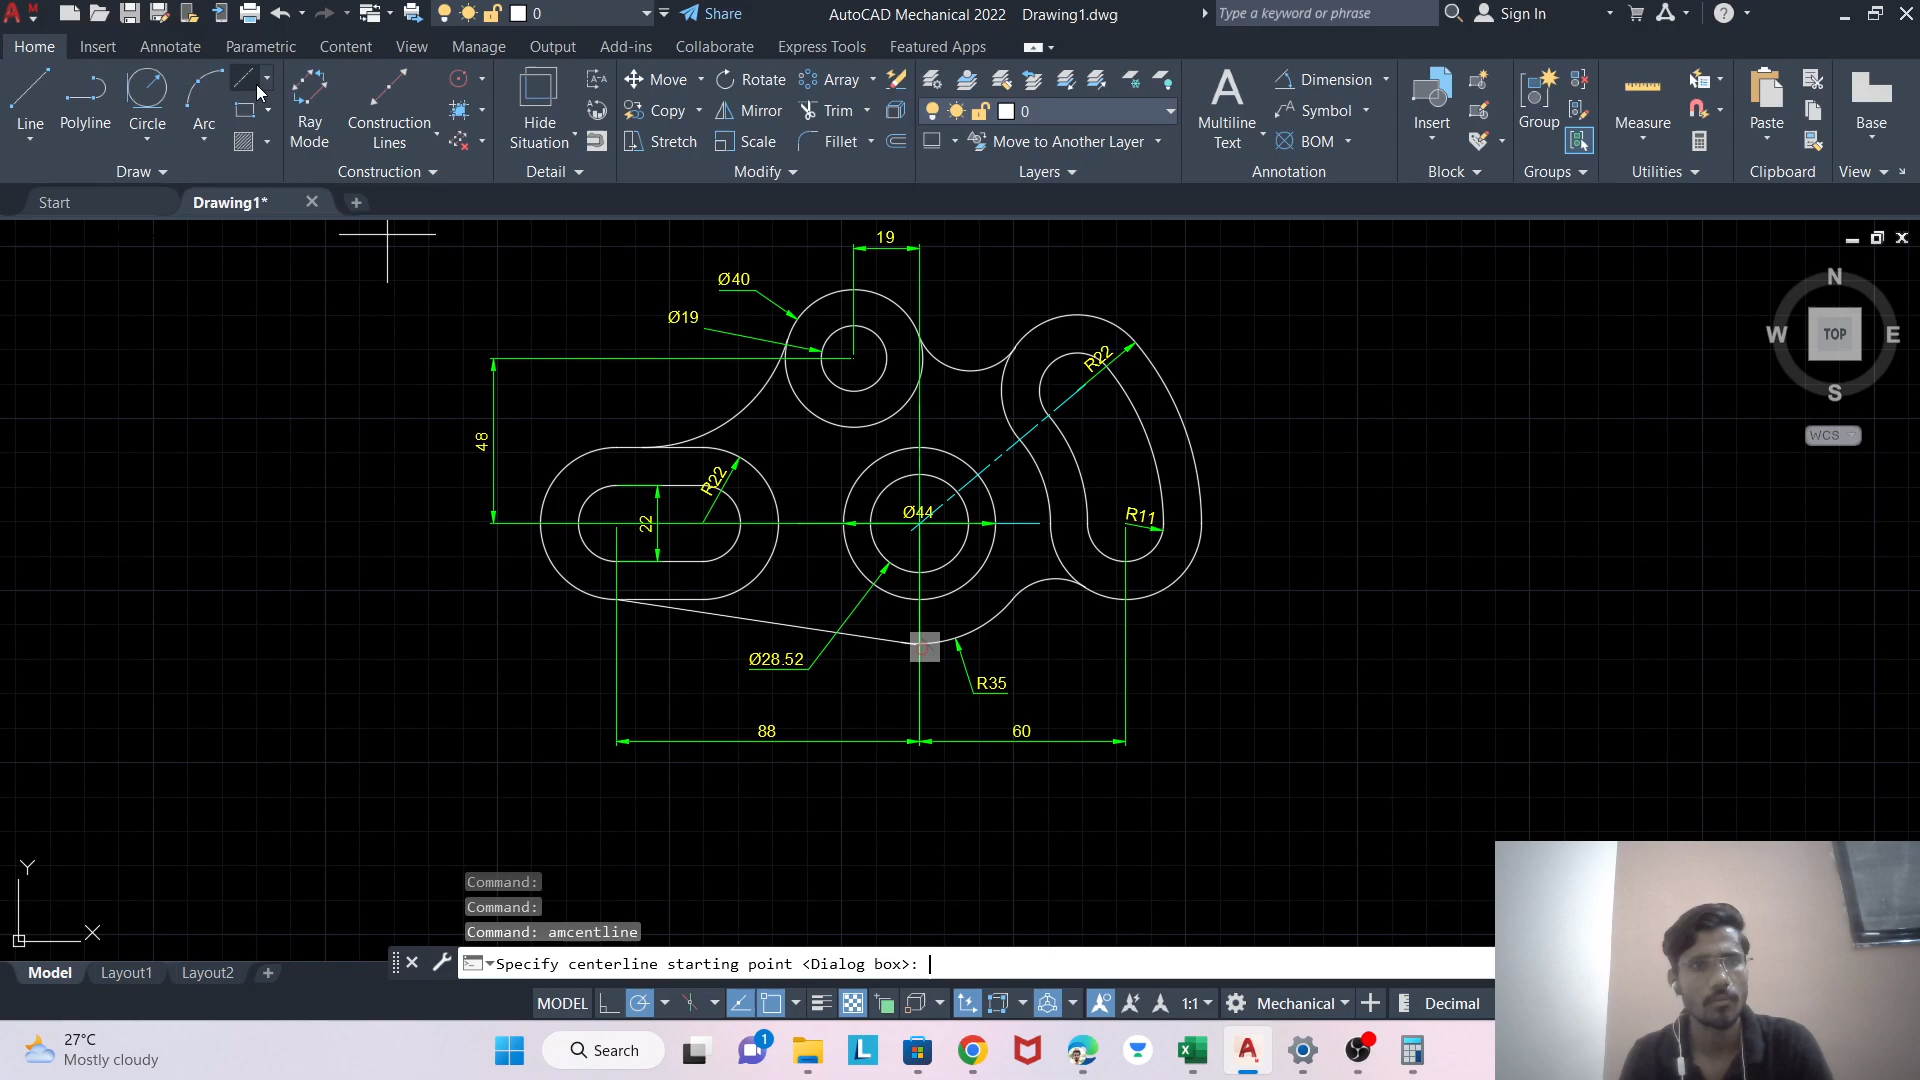 0
Share
AutoCAD Mechanical 2022 Drawing1.dwg
Type a keyword or phrase
Sign In
Home Insert Annotate Parametric Content View Manage Output Add-ins Collaborate Express Tools Featured Apps
Line
Polyline
Circle
Arc
Draw
Ray Mode
Construction Lines
Construction
Hide Situation
Detail
Move Rotate Array
Copy Mirror Trim
Stretch Scale Fillet
Modify
0
Move to Another Layer
Layers
Multiline Text
Dimension
Symbol
BOM
Annotation
Insert
Block
Group
Groups
Measure
Utilities
Paste
Clipboard
Base
View
Start
Drawing1*
19
Ø40
Ø19
R22
48
R22
22
Ø44
R11
Ø28.52
R35
88
60
N
W TOP E
S
WCS
Y
X
Command:
Command:
Command: amcentline
Specify centerline starting point <Dialog box>:
Model Layout1 Layout2
MODEL
1:1
Mechanical
Decimal
27°C
Mostly cloudy
Search
1